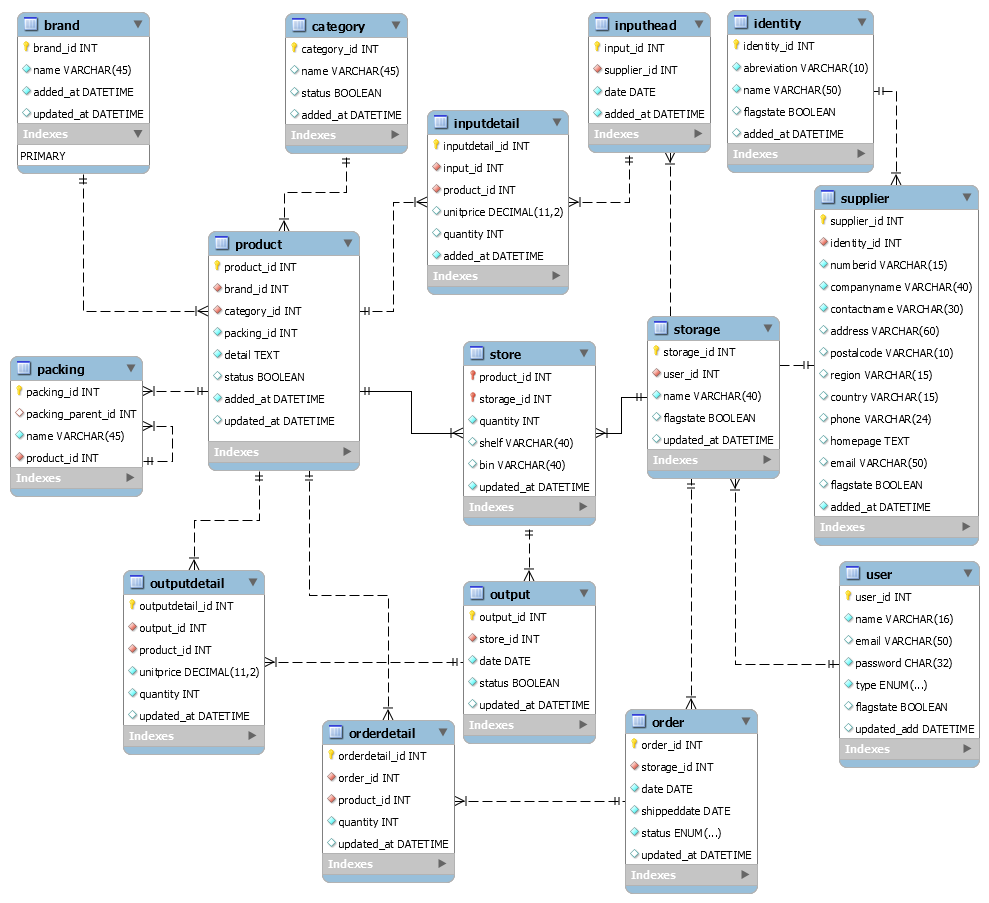 brand
brand_id INT
name VARCHAR(45)
added_at DATETIME
updated_at DATETIME
Indexes
PRIMARY
category
category_id INT
name VARCHAR(45)
status BOOLEAN
added_at DATETIME
Indexes
inputhead
input_id INT
supplier_id INT
date DATE
added_at DATETIME
Indexes
identity
identity_id INT
abreviation VARCHAR(10)
name VARCHAR(50)
flagstate BOOLEAN
added_at DATETIME
Indexes
inputdetail
inputdetail_id INT
input_id INT
product_id INT
unitprice DECIMAL(11,2)
quantity INT
added_at DATETIME
Indexes
supplier
supplier_id INT
identity_id INT
numberid VARCHAR(15)
companyname VARCHAR(40)
contactname VARCHAR(30)
address VARCHAR(60)
postalcode VARCHAR(10)
region VARCHAR(15)
country VARCHAR(15)
phone VARCHAR(24)
homepage TEXT
email VARCHAR(50)
flagstate BOOLEAN
added_at DATETIME
Indexes
product
product_id INT
brand_id INT
category_id INT
packing_id INT
detail TEXT
status BOOLEAN
added_at DATETIME
updated_at DATETIME
Indexes
storage
storage_id INT
user_id INT
name VARCHAR(40)
flagstate BOOLEAN
updated_at DATETIME
Indexes
store
product_id INT
storage_id INT
quantity INT
shelf VARCHAR(40)
bin VARCHAR(40)
updated_at DATETIME
Indexes
packing
packing_id INT
packing_parent_id INT
name VARCHAR(45)
product_id INT
Indexes
outputdetail
outputdetail_id INT
output_id INT
product_id INT
unitprice DECIMAL(11,2)
quantity INT
updated_at DATETIME
Indexes
output
output_id INT
store_id INT
date DATE
status BOOLEAN
updated_at DATETIME
Indexes
user
user_id INT
name VARCHAR(16)
email VARCHAR(50)
password CHAR(32)
type ENUM(...)
flagstate BOOLEAN
updated_add DATETIME
Indexes
orderdetail
orderdetail_id INT
order_id INT
product_id INT
quantity INT
updated_at DATETIME
Indexes
order
order_id INT
storage_id INT
date DATE
shippeddate DATE
status ENUM(...)
updated_at DATETIME
Indexes